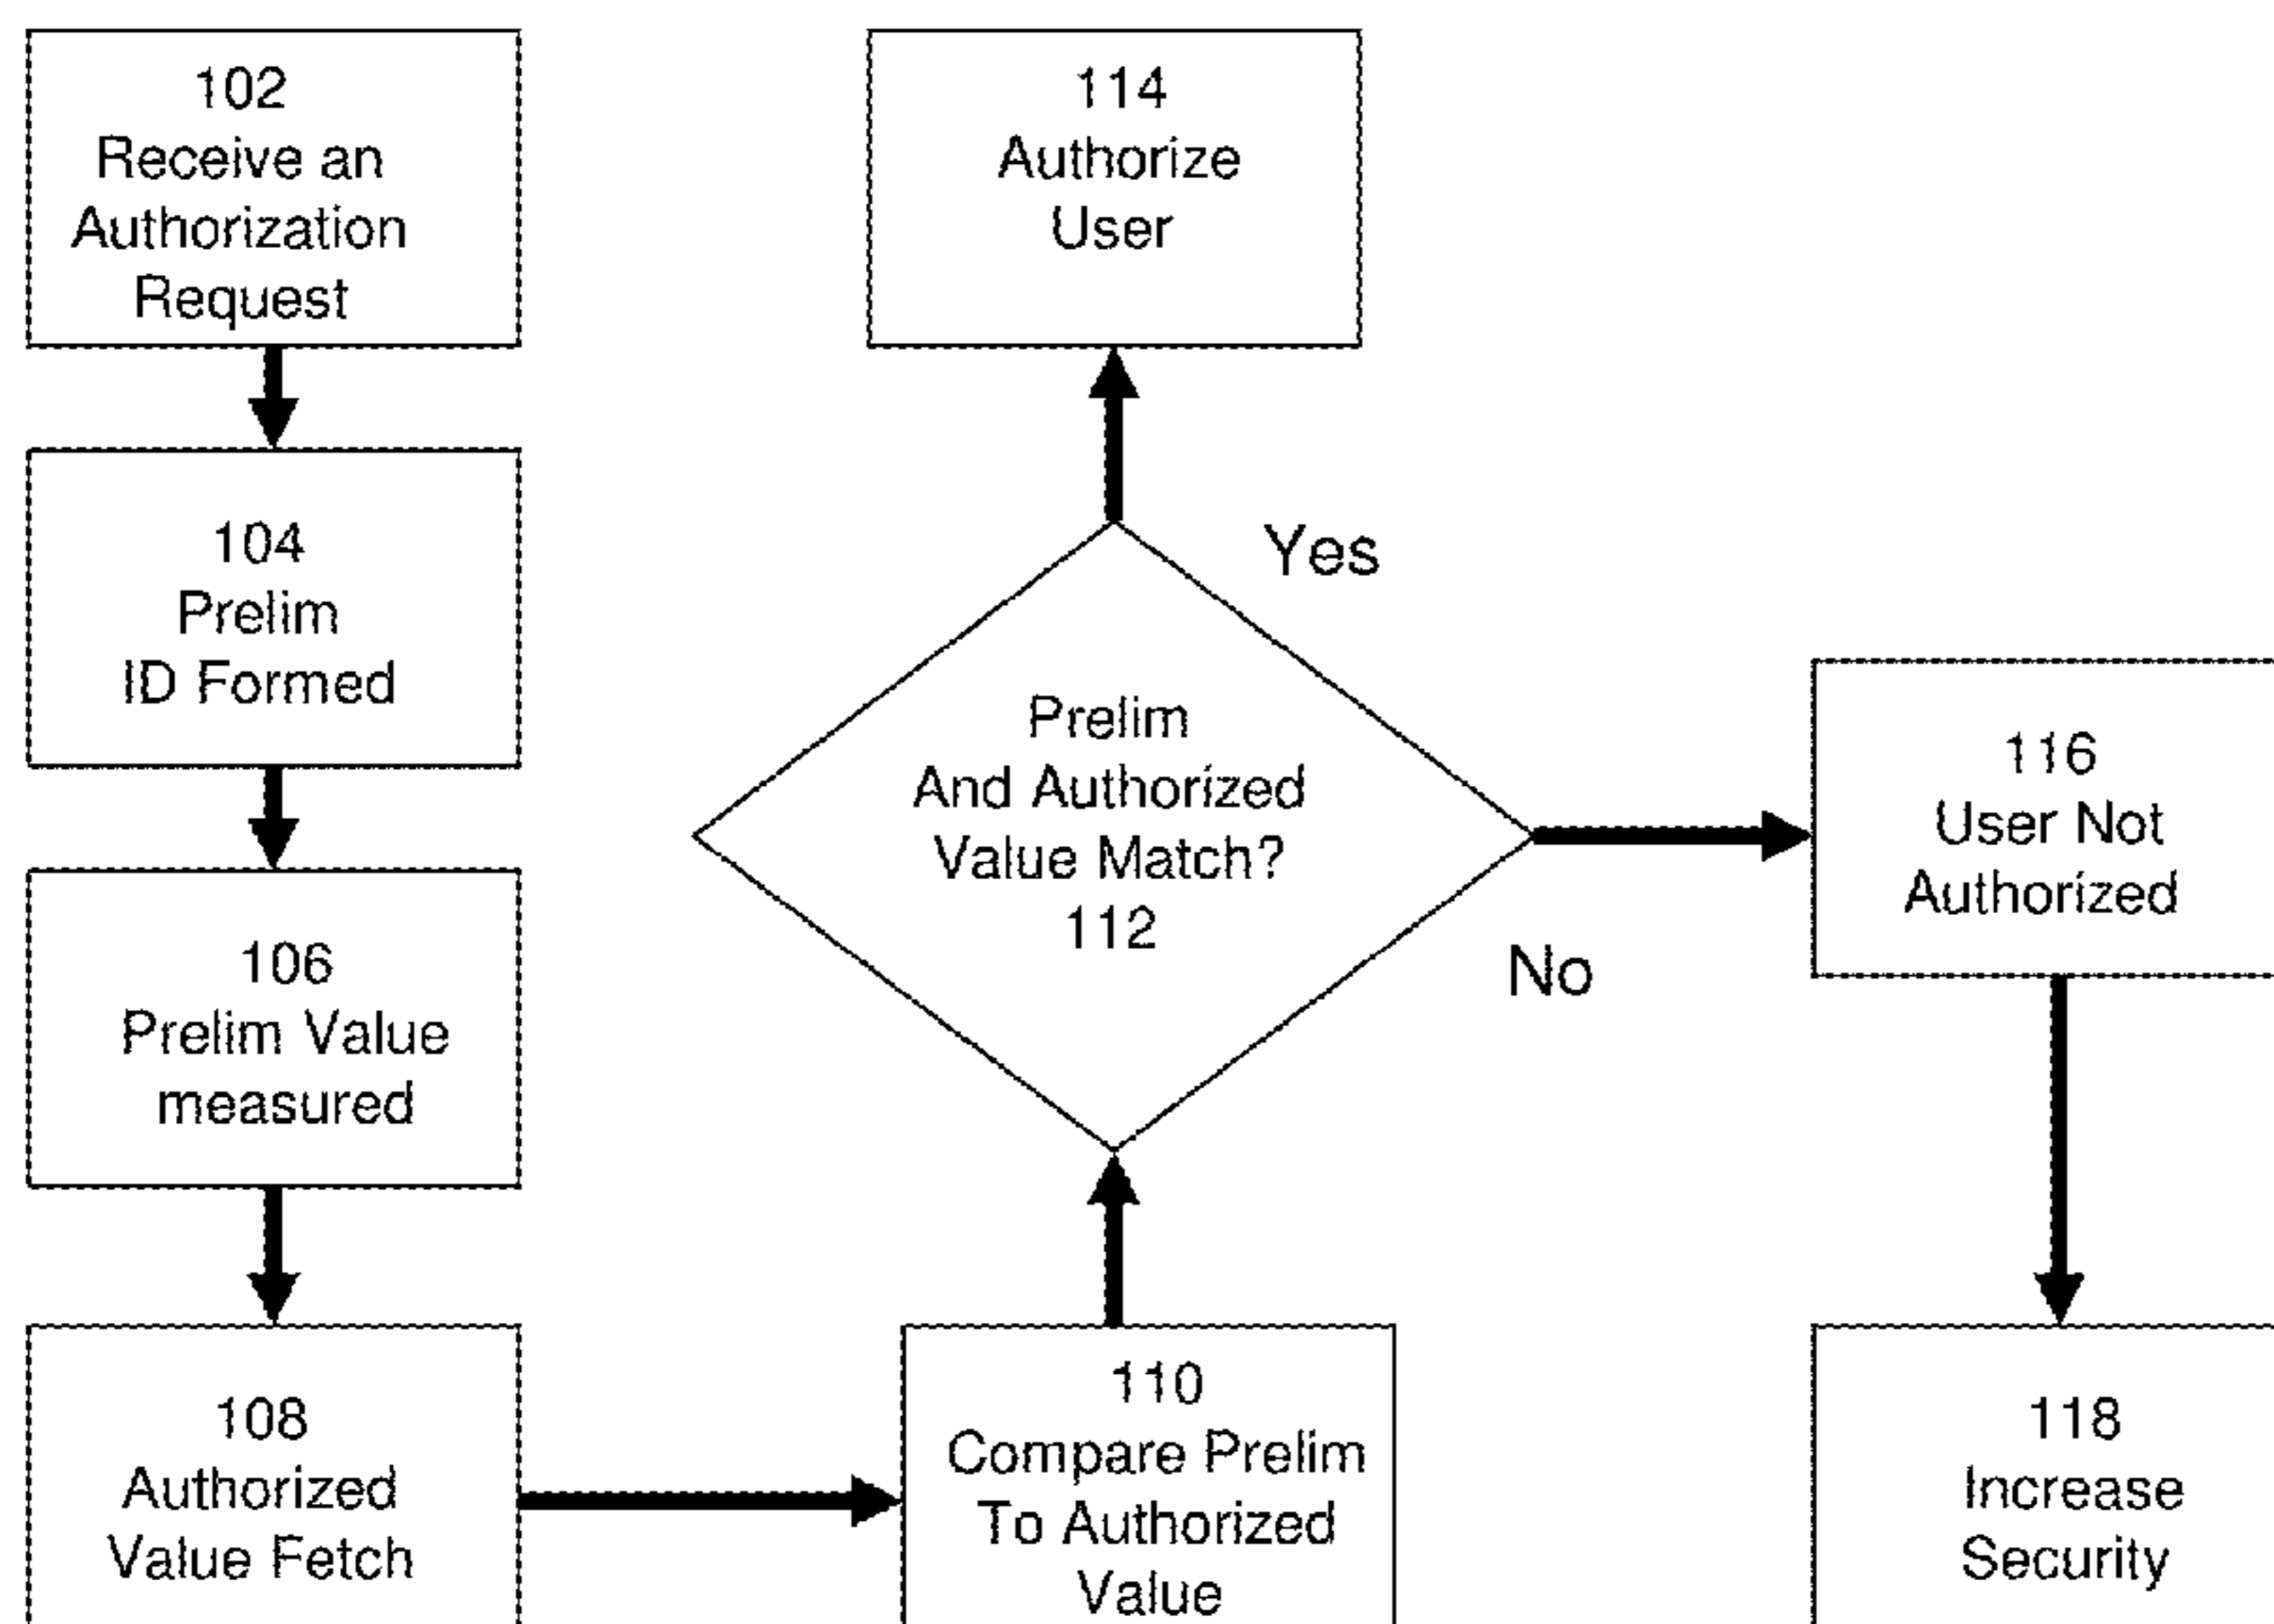 102
Receive an
Authorization
Request
104
Prelim
ID Formed
106
Prelim Value
measured
108
Authorized
Value Fetch
110
Compare Prelim
To Authorized
Value
Prelim
And Authorized
Value Match?
112
Yes
114
Authorize
User
No
116
User Not
Authorized
118
Increase
Security